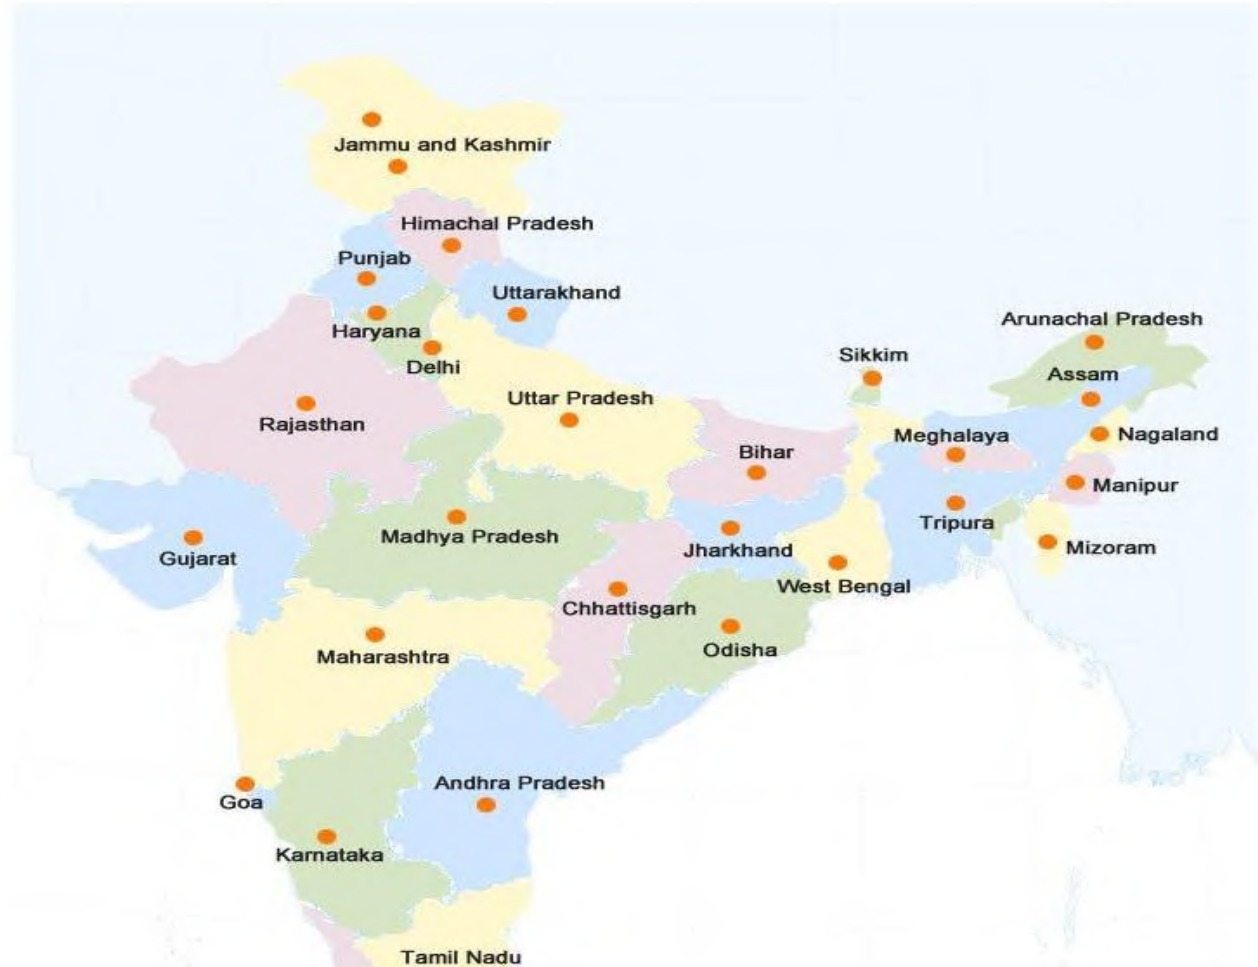 Jammu and Kashmir
Himachal Pradesh
Punjab
Uttarakhand
Arunachal Pradesh
Haryana
Sikkim
Delhi
Assam
Uttar Pradesh
Rajasthan
Meghalaya
Nagaland
Bihar
Manipur
Tripura
Madhya Pradesh
Jharkhand
Mizoram
Gujarat
West Bengal
Chhattisgarh
Odisha
Maharashtra
Andhra Pradesh
Goa
Karnataka
Tamil Nadu